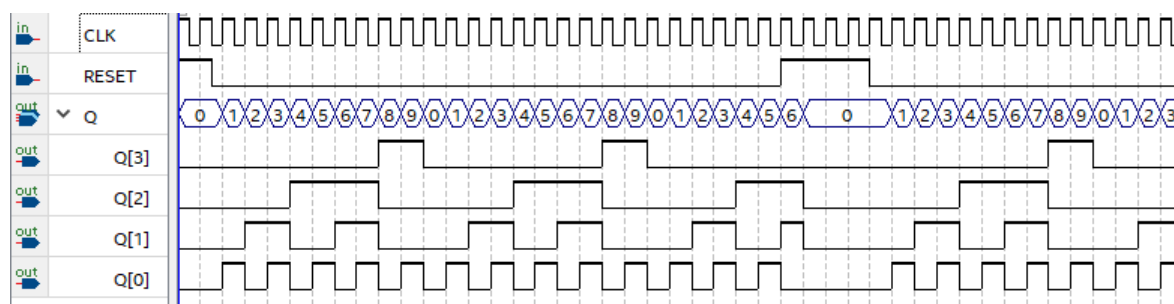 in CLK
in RESET
out Q 0 1 2 3 4 5 6 7 8 9 0 1 2 3 4 5 6 7 8 9 0 1 2 3 4 5 6 0 1 2 3 4 5 6 7 8 9 0 1 2 3
out Q[3]
out Q[2]
out Q[1]
out Q[0]